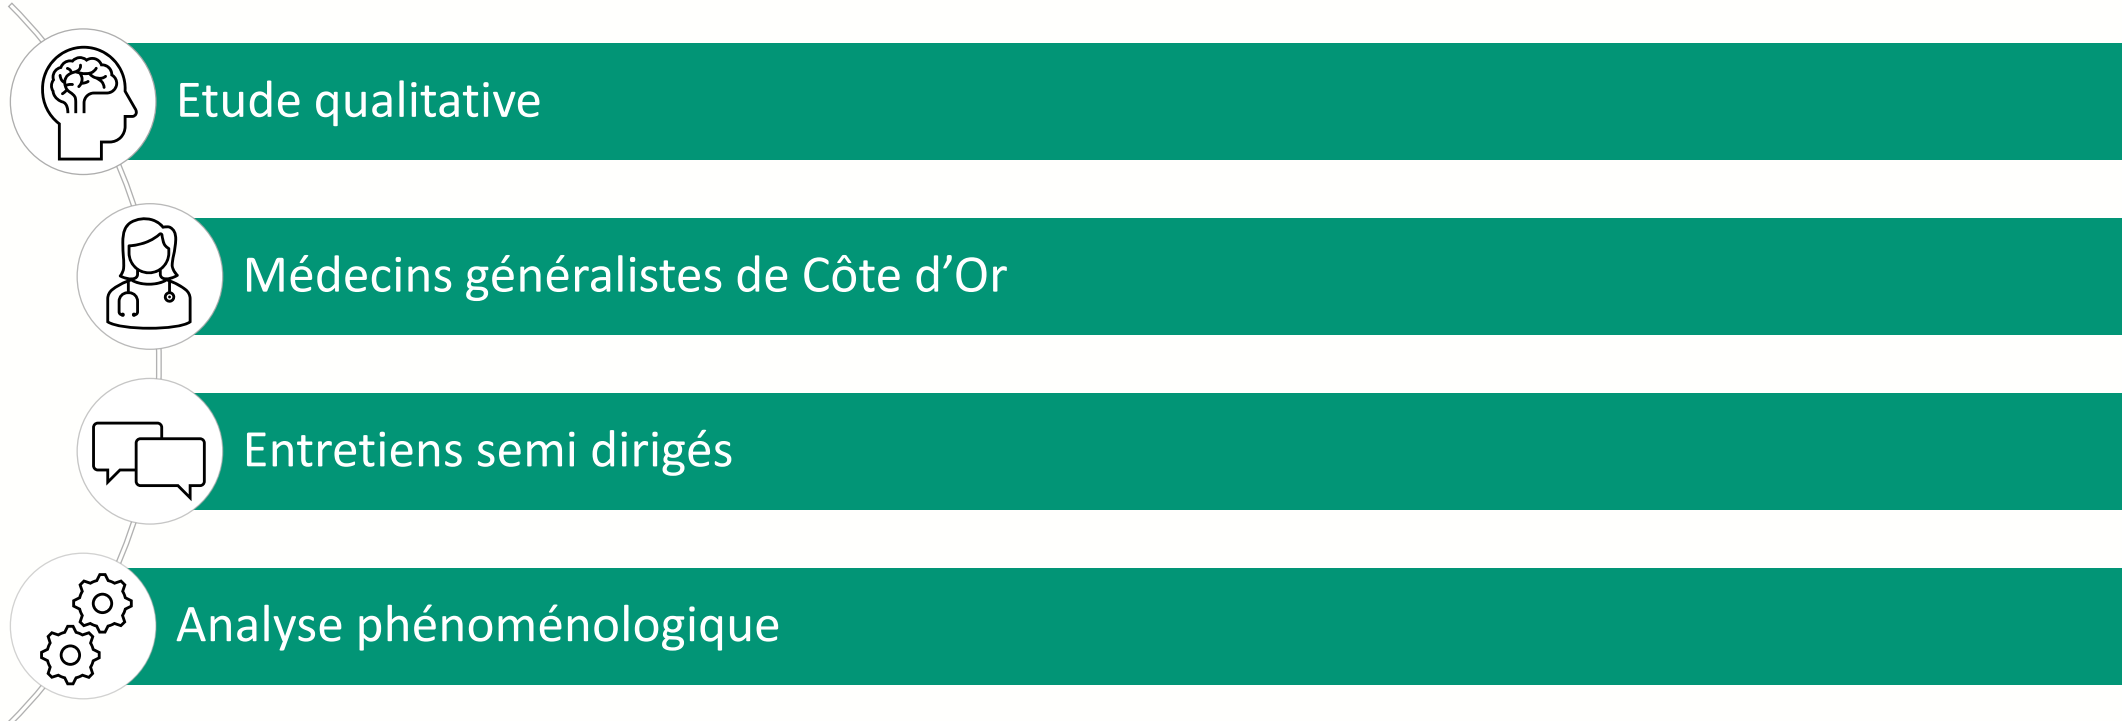 Etude qualitative
Médecins généralistes de Côte d’Or
Entretiens semi dirigés
Analyse phénoménologique